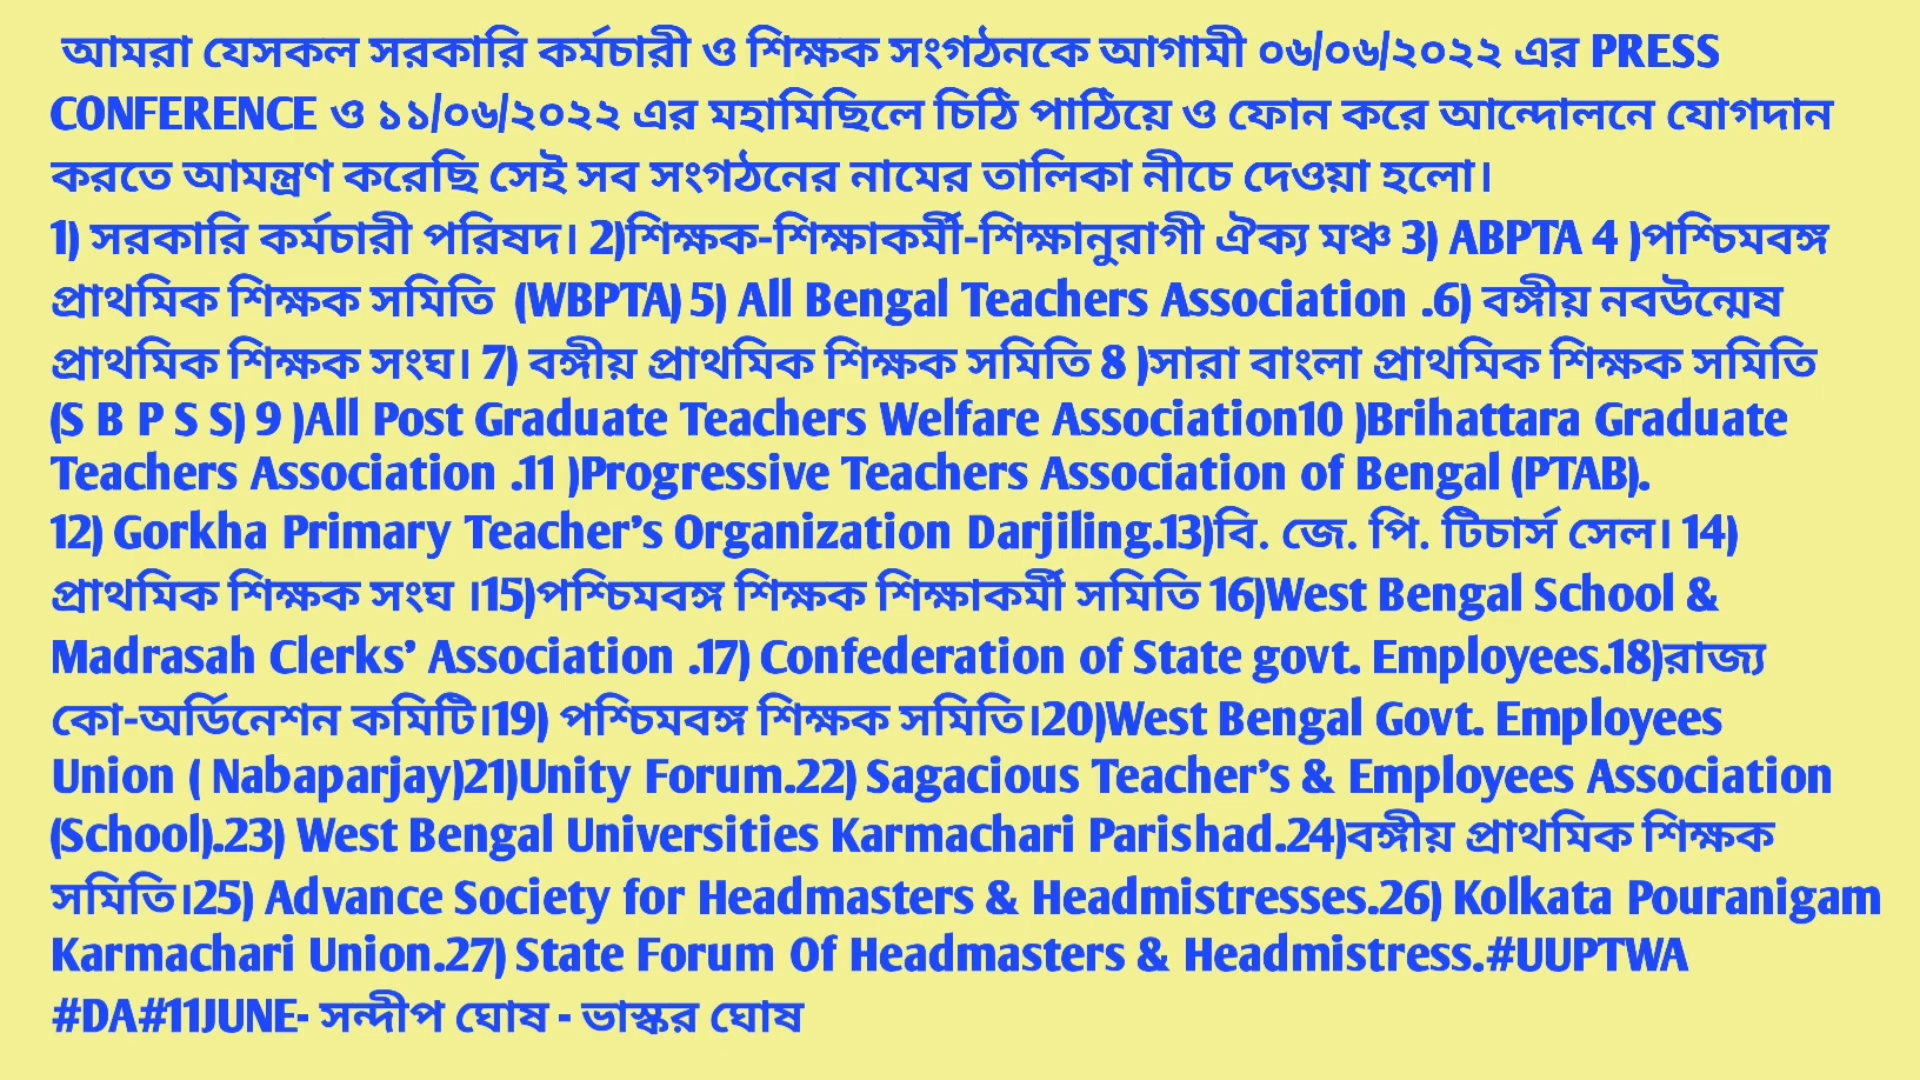 আমরা যেসকল সরকারি কর্মচারী ও শিক্ষক সংগঠনকে আগামী ০৬/০৬/২০২২ এর PRESS
CONFERENCE ও ১১/০৬/২০২২ এর মহামিছিলে চিঠি পাঠিয়ে ও ফোন করে আন্দোলনে যোগদান
করতে আমন্ত্রণ করেছি সেই সব সংগঠনের নামের তালিকা নীচে দেওয়া হলো।
1) সরকারি কর্মচারী পরিষদ। 2)শিক্ষক-শিক্ষাকর্মী-শিক্ষানুরাগী ঐক্য মঞ্চ 3) ABPTA 4 )পশ্চিমবঙ্গ
প্রাথমিক শিক্ষক সমিতি (WBPTA) 5) All Bengal Teachers Association .6) বঙ্গীয় নবউন্মেষ
প্রাথমিক শিক্ষক সংঘ। 7) বঙ্গীয় প্রাথমিক শিক্ষক সমিতি 8 )সারা বাংলা প্রাথমিক শিক্ষক সমিতি
(S B P S S) 9 )All Post Graduate Teachers Welfare Association10 )Brihattara Graduate
Teachers Association .11 )Progressive Teachers Association of Bengal (PTAB).
12) Gorkha Primary Teacher’s Organization Darjiling.13)বি. জে. পি. টিচার্স সেল। 14)
প্রাথমিক শিক্ষক সংঘ ।15)পশ্চিমবঙ্গ শিক্ষক শিক্ষাকর্মী সমিতি 16)West Bengal School &
Madrasah Clerks’ Association .17) Confederation of State govt. Employees.18)রাজ্য
কো-অর্ডিনেশন কমিটি।19) পশ্চিমবঙ্গ শিক্ষক সমিতি।20)West Bengal Govt. Employees
Union ( Nabaparjay)21)Unity Forum.22) Sagacious Teacher’s & Employees Association
(School).23) West Bengal Universities Karmachari Parishad.24)বঙ্গীয় প্রাথমিক শিক্ষক
সমিতি।25) Advance Society for Headmasters & Headmistresses.26) Kolkata Pouranigam
Karmachari Union.27) State Forum Of Headmasters & Headmistress.#UUPTWA
#DA#11JUNE- সন্দীপ ঘোষ - ভাস্কর ঘোষ